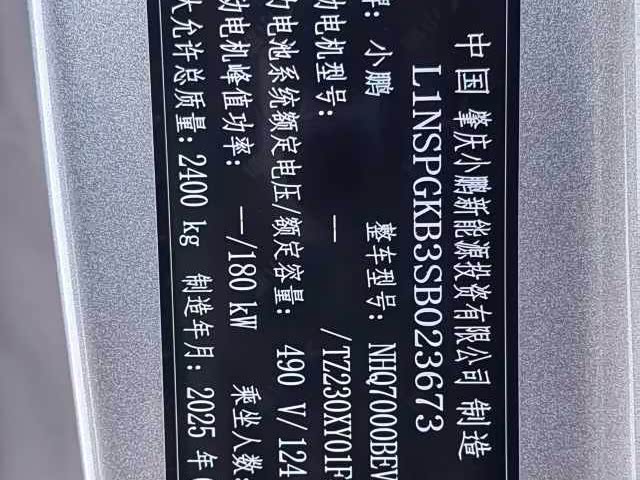 中国 肇庆小鹏新能源投资有限公司 制造
L1NSPGKB3SB023673
牌: 小鹏 整车型号: NHQ7000BEV
动电机型号: — /TZ230XY01F
力电池系统额定电压/额定容量: 490 V/124
动电机峰值功率: —/180 kW 乘坐人数:
大允许总质量: 2400 kg 制造年月: 2025 年